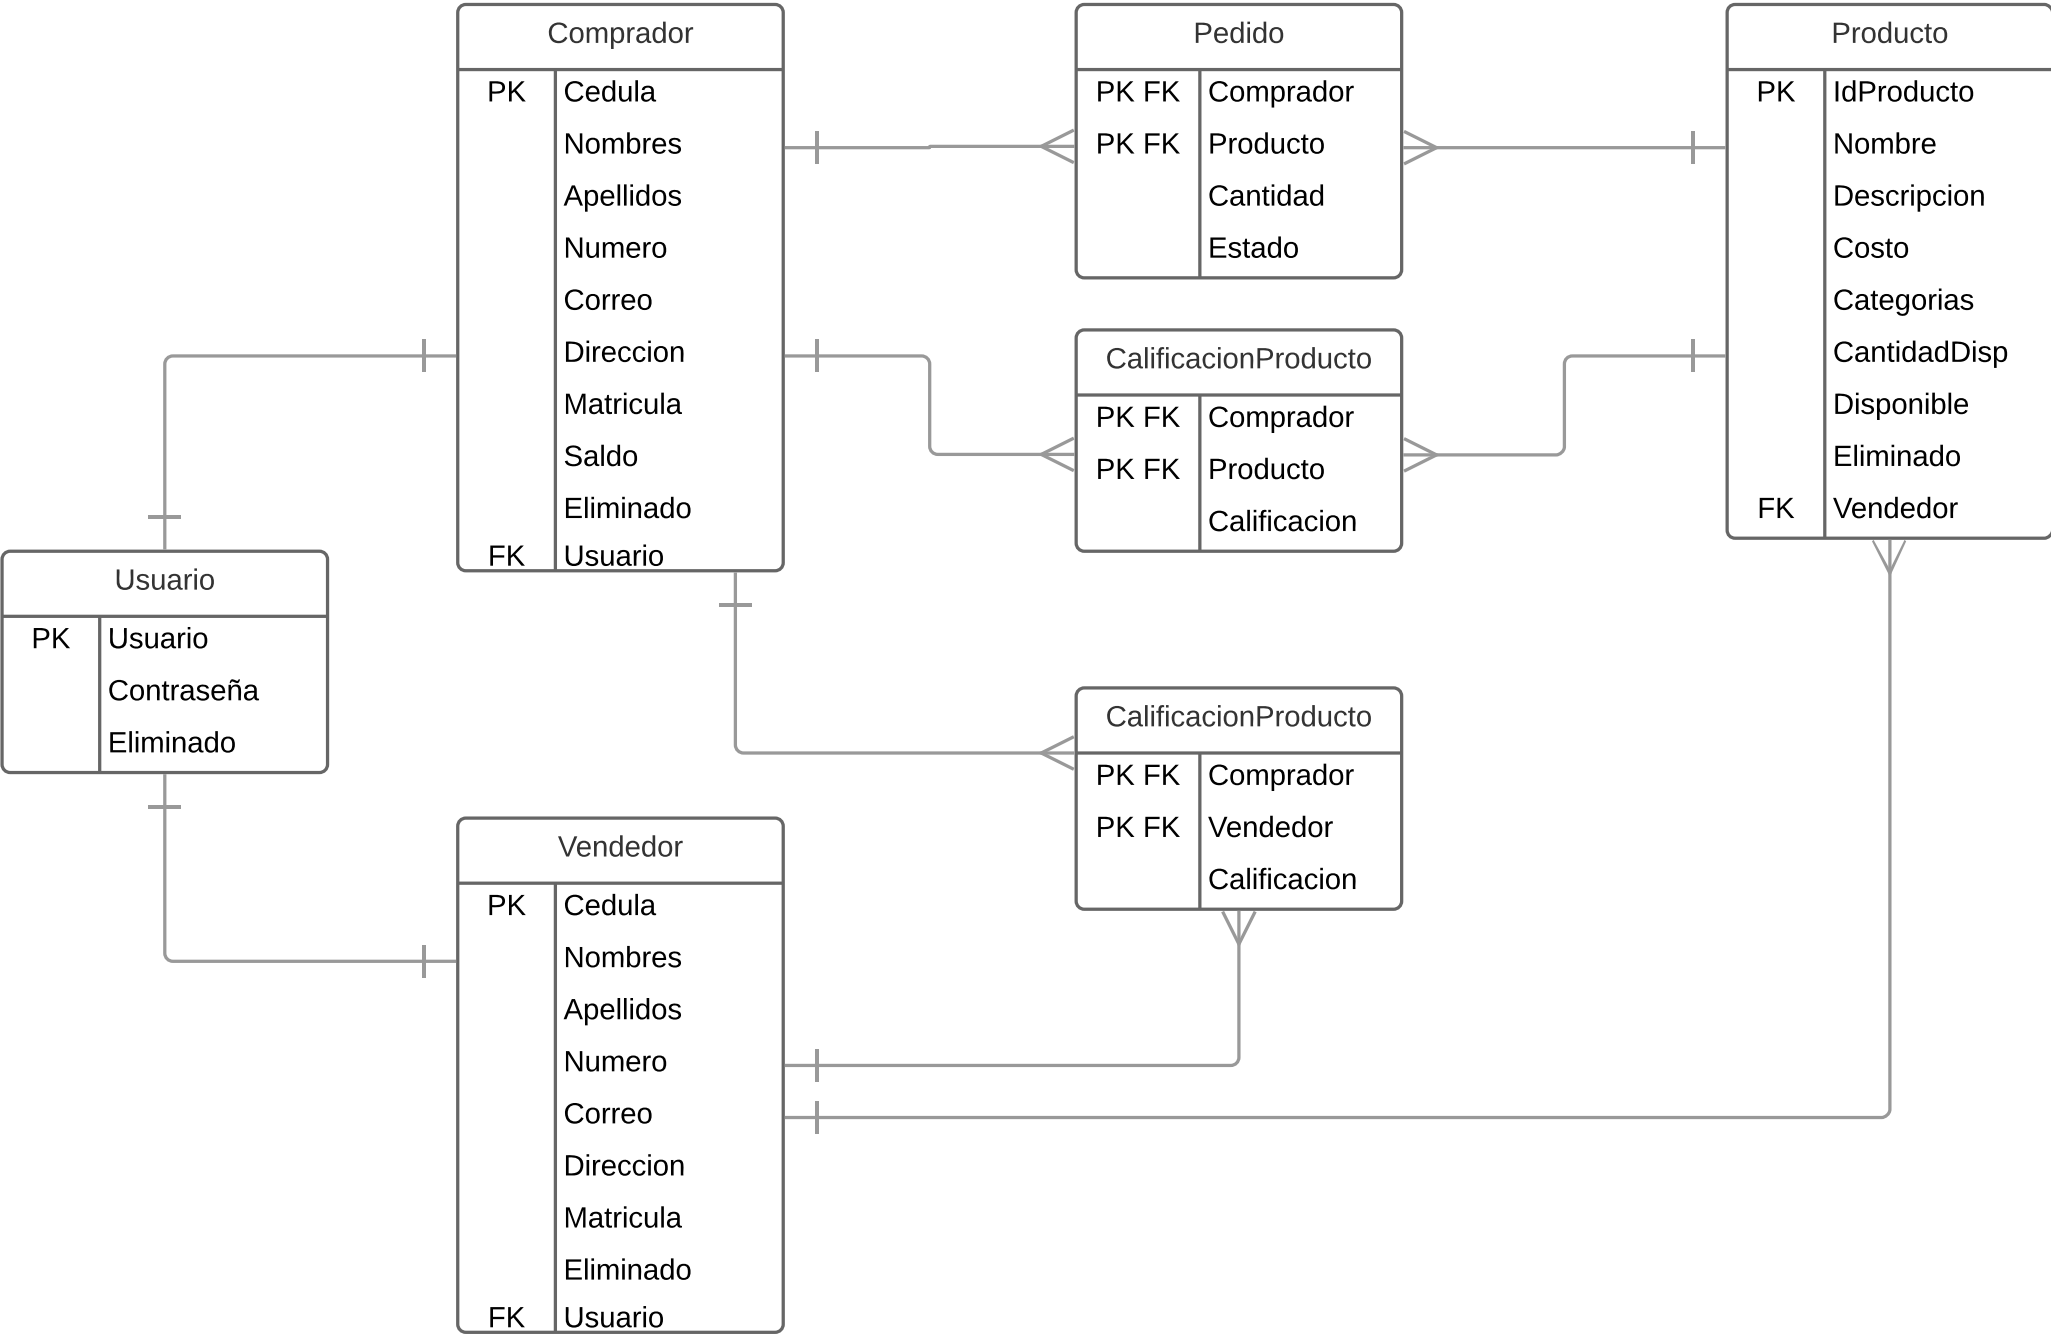 Comprador
PK Cedula
Nombres
Apellidos
Numero
Correo
Direccion
Matricula
Saldo
Eliminado
FK Usuario
Pedido
PK FK Comprador
PK FK Producto
Cantidad
Estado
Producto
PK IdProducto
Nombre
Descripcion
Costo
Categorias
CantidadDisp
Disponible
Eliminado
FK Vendedor
CalificacionProducto
PK FK Comprador
PK FK Producto
Calificacion
Usuario
PK Usuario
Contraseña
Eliminado
CalificacionProducto
PK FK Comprador
PK FK Vendedor
Calificacion
Vendedor
PK Cedula
Nombres
Apellidos
Numero
Correo
Direccion
Matricula
Eliminado
FK Usuario